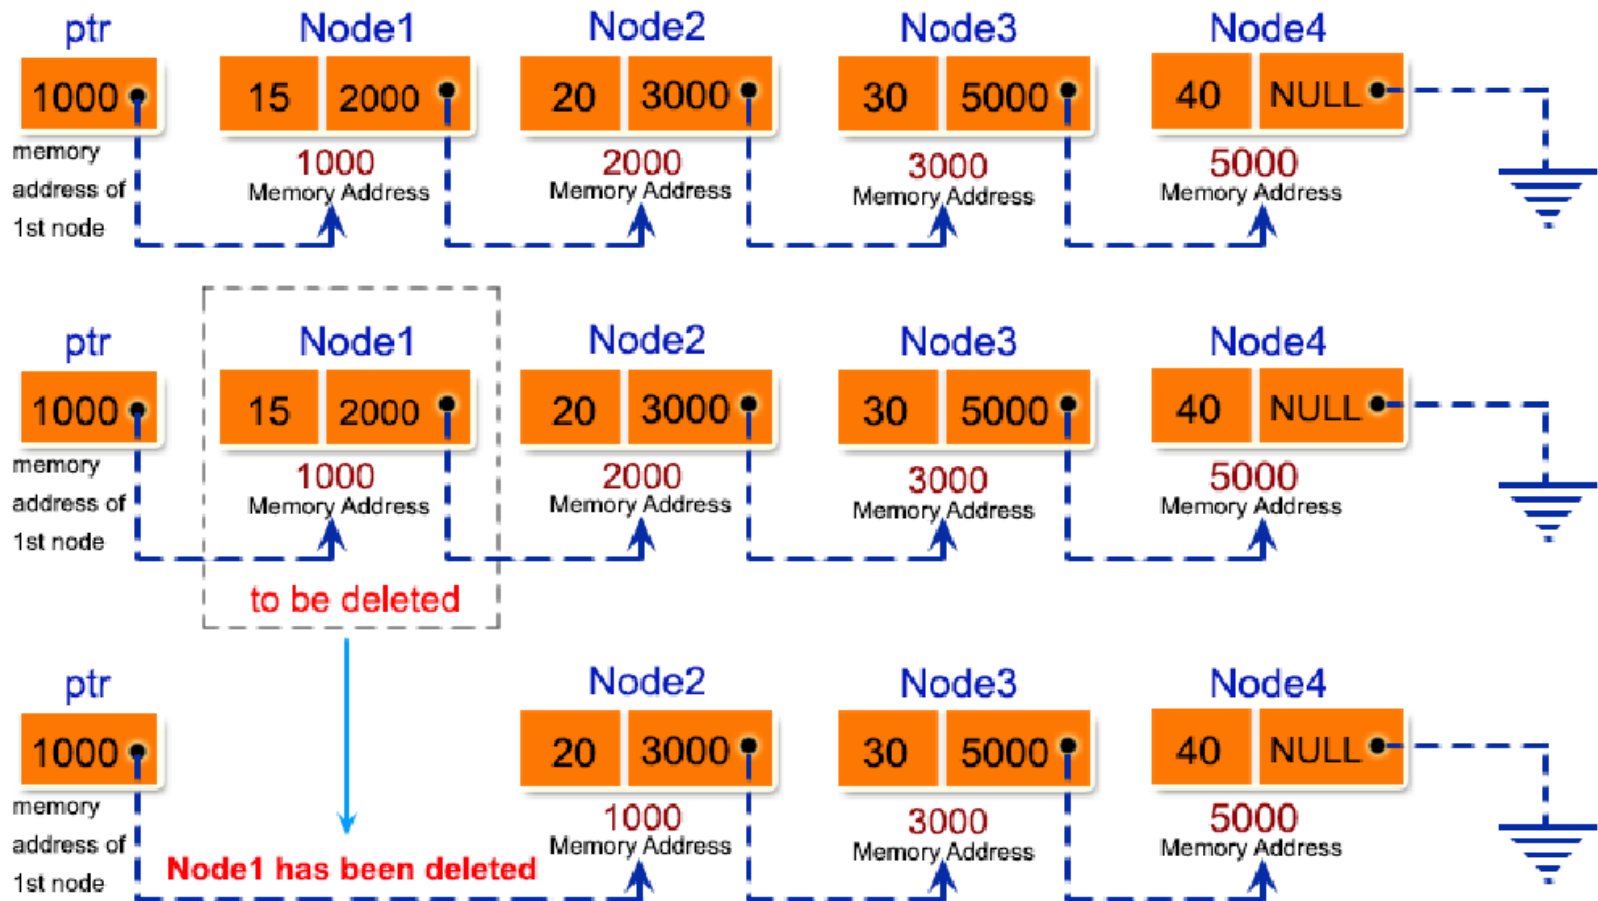 ptr Node1 Node2 Node3 Node4
1000 15 2000 20 3000 30 5000 40 NULL
memory
address of
1st node
1000
Memory Address
2000
Memory Address
3000
Memory Address
5000
Memory Address
ptr Node1 Node2 Node3 Node4
1000 15 2000 20 3000 30 5000 40 NULL
memory
address of
1st node
1000
Memory Address
2000
Memory Address
3000
Memory Address
5000
Memory Address
to be deleted
ptr Node2 Node3 Node4
1000 20 3000 30 5000 40 NULL
memory
address of
1st node
Node1 has been deleted
1000
Memory Address
3000
Memory Address
5000
Memory Address